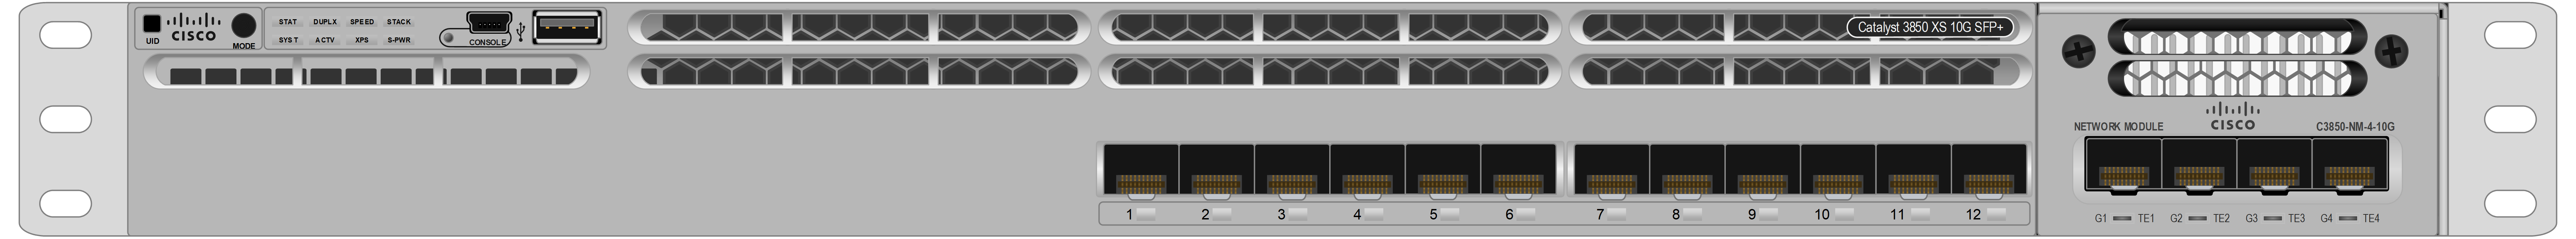 UID
CISCO
MODE
STAT DUPLX SPEED STACK
SYST ACTV XPS S-PWR
CONSOLE
Catalyst 3850 XS 10G SFP+
CISCO
NETWORK MODULE C3850-NM-4-10G
1 2 3 4 5 6 7 8 9 10 11 12
G1 TE1 G2 TE2 G3 TE3 G4 TE4